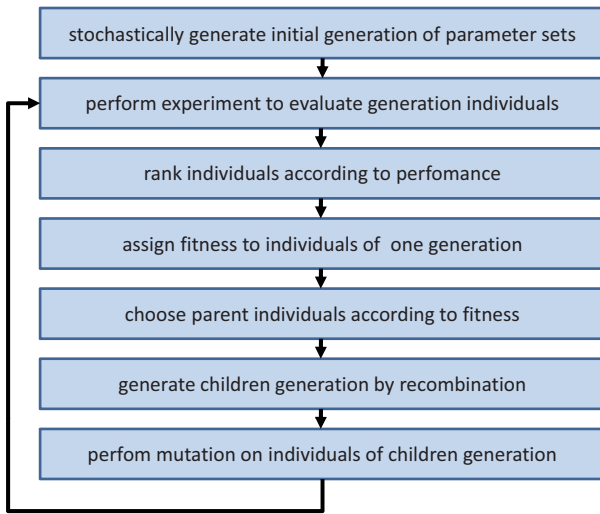 stochastically generate initial generation of parameter sets
perform experiment to evaluate generation individuals
rank individuals according to perfomance
assign fitness to individuals of one generation
choose parent individuals according to fitness
generate children generation by recombination
perfom mutation on individuals of children generation